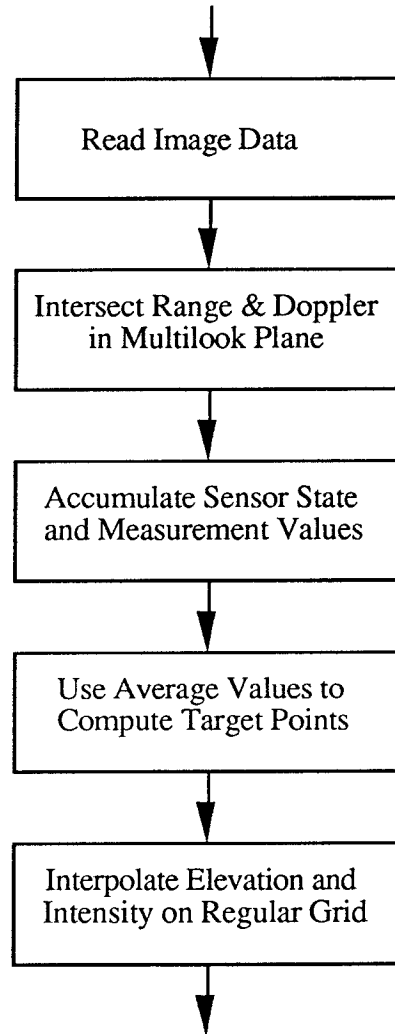 Read Image Data
Intersect Range & Doppler
in Multilook Plane
Accumulate Sensor State
and Measurement Values
Use Average Values to
Compute Target Points
Interpolate Elevation and
Intensity on Regular Grid